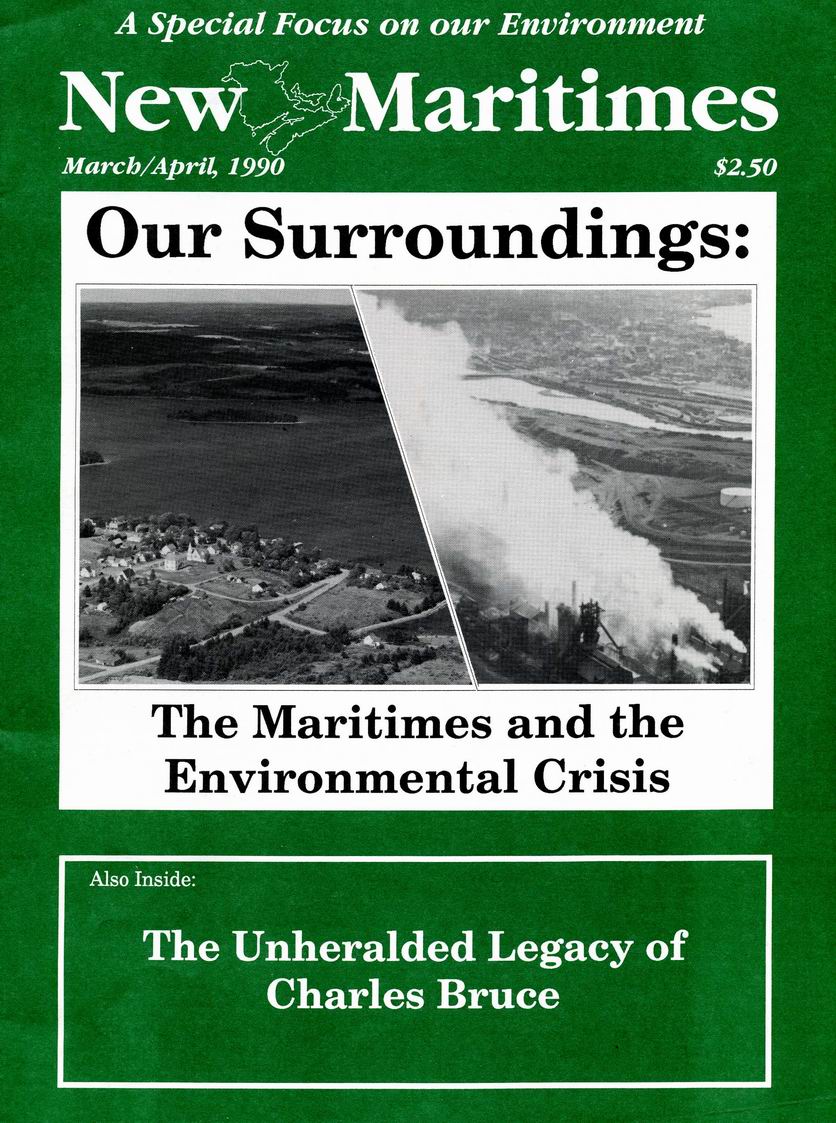 A Special Focus on our Environment
New Maritimes
March/April, 1990
$2.50
Our Surroundings:
The Maritimes and the
Environmental Crisis
Also Inside:
The Unheralded Legacy of
Charles Bruce